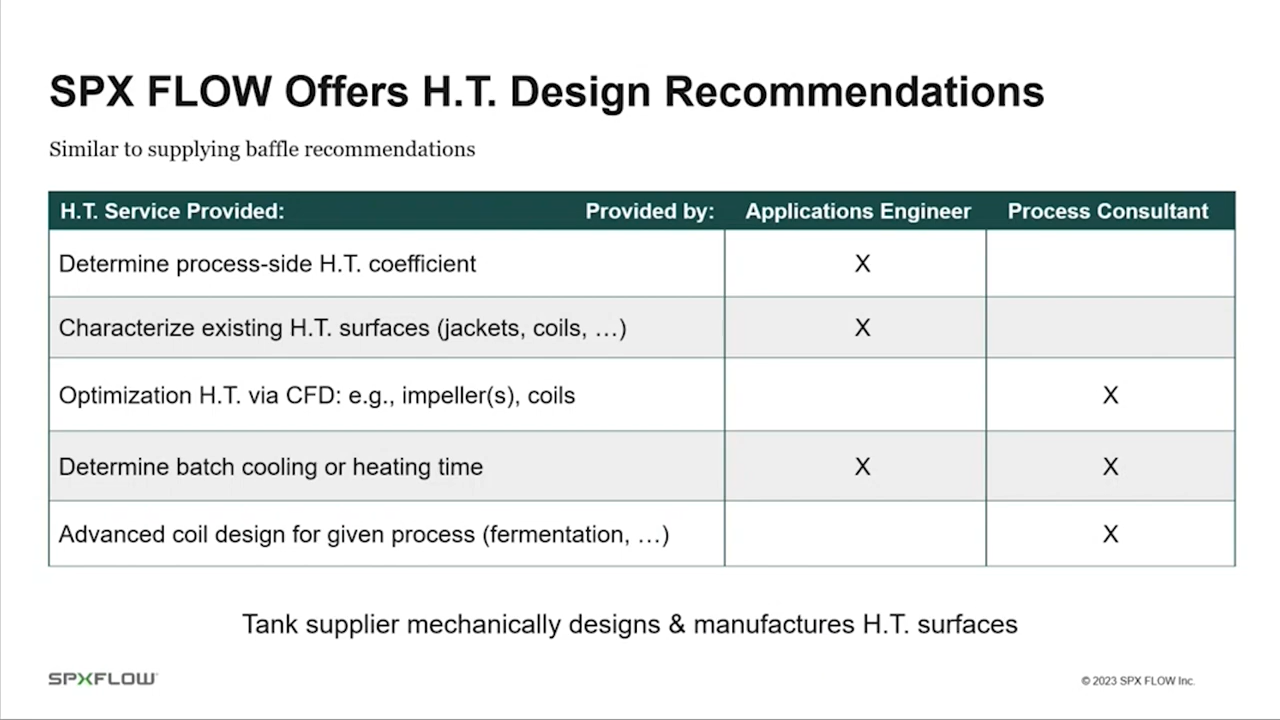 SPX FLOW Offers H.T. Design Recommendations
Similar to supplying baffle recommendations
H.T. Service Provided: Provided by: Applications Engineer Process Consultant
Determine process-side H.T. coefficient X
Characterize existing H.T. surfaces (jackets, coils, …) X
Optimization H.T. via CFD: e.g., impeller(s), coils X
Determine batch cooling or heating time X X
Advanced coil design for given process (fermentation, …) X
Tank supplier mechanically designs & manufactures H.T. surfaces
SPXFLOW
© 2023 SPX FLOW Inc.